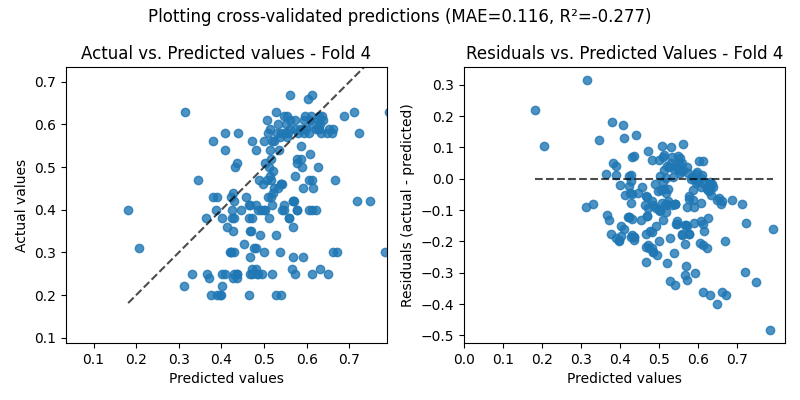 Plotting cross-validated predictions (MAE=0.116, R²=-0.277)
Actual vs. Predicted values - Fold 4
Actual values
0.7
0.6
0.5
0.4
0.3
0.2
0.1
0.1 0.2 0.3 0.4 0.5 0.6 0.7
Predicted values
Residuals vs. Predicted Values - Fold 4
Residuals (actual - predicted)
0.3
0.2
0.1
0.0
−0.1
−0.2
−0.3
−0.4
−0.5
0.0 0.1 0.2 0.3 0.4 0.5 0.6 0.7
Predicted values